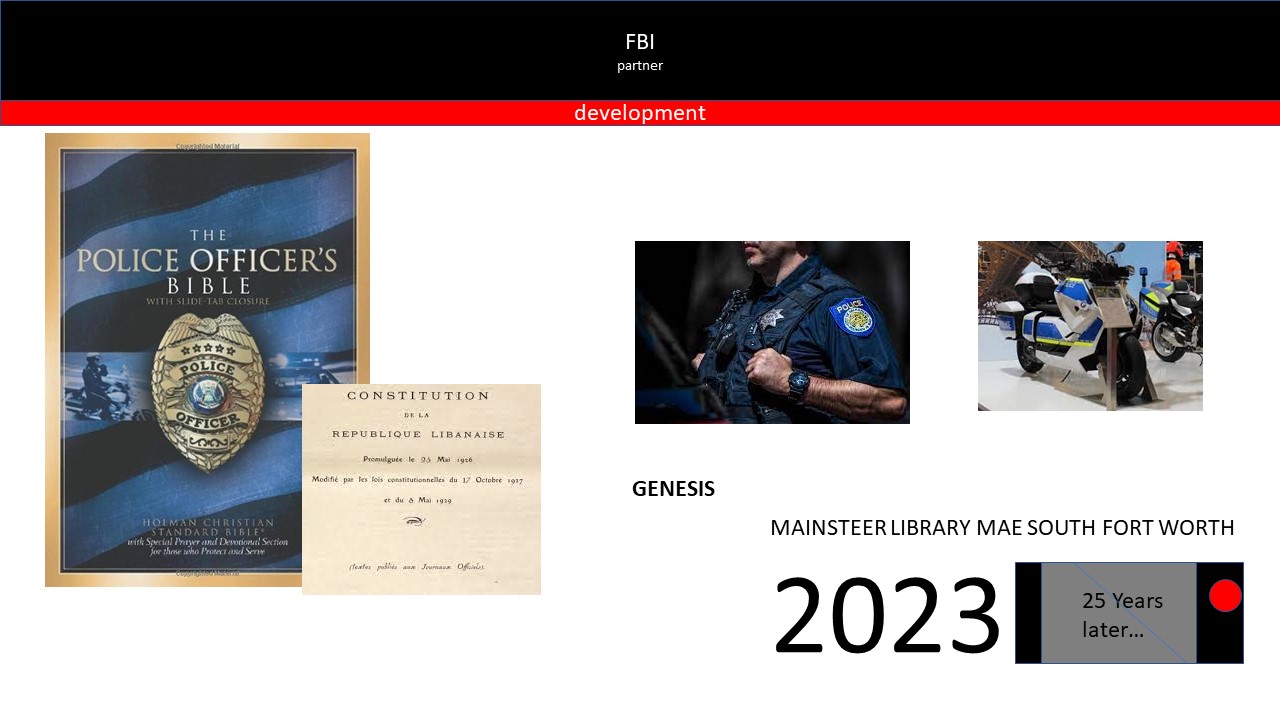 FBI
partner
development
Copyrighted Material
THE
POLICE OFFICER'S
BIBLE
WITH SLIDE-TAB CLOSURE
POLICE
OFFICER
HOLMAN CHRISTIAN
STANDARD BIBLE®
with Special Prayer and Devotional Section
for those who Protect and Serve
Copyrighted Material
CONSTITUTION
DE LA
REPUBLIQUE LIBANAISE
Promulguée le 23 Mai 1926
Modifié par les lois constitutionnelles du 17 Octobre 1927
et du 8 Mai 1929
(textes publiés aux Journaux Officiels).
POLICE
GENESIS
MAINSTEER LIBRARY MAE SOUTH FORT WORTH
2023
25 Years
later...